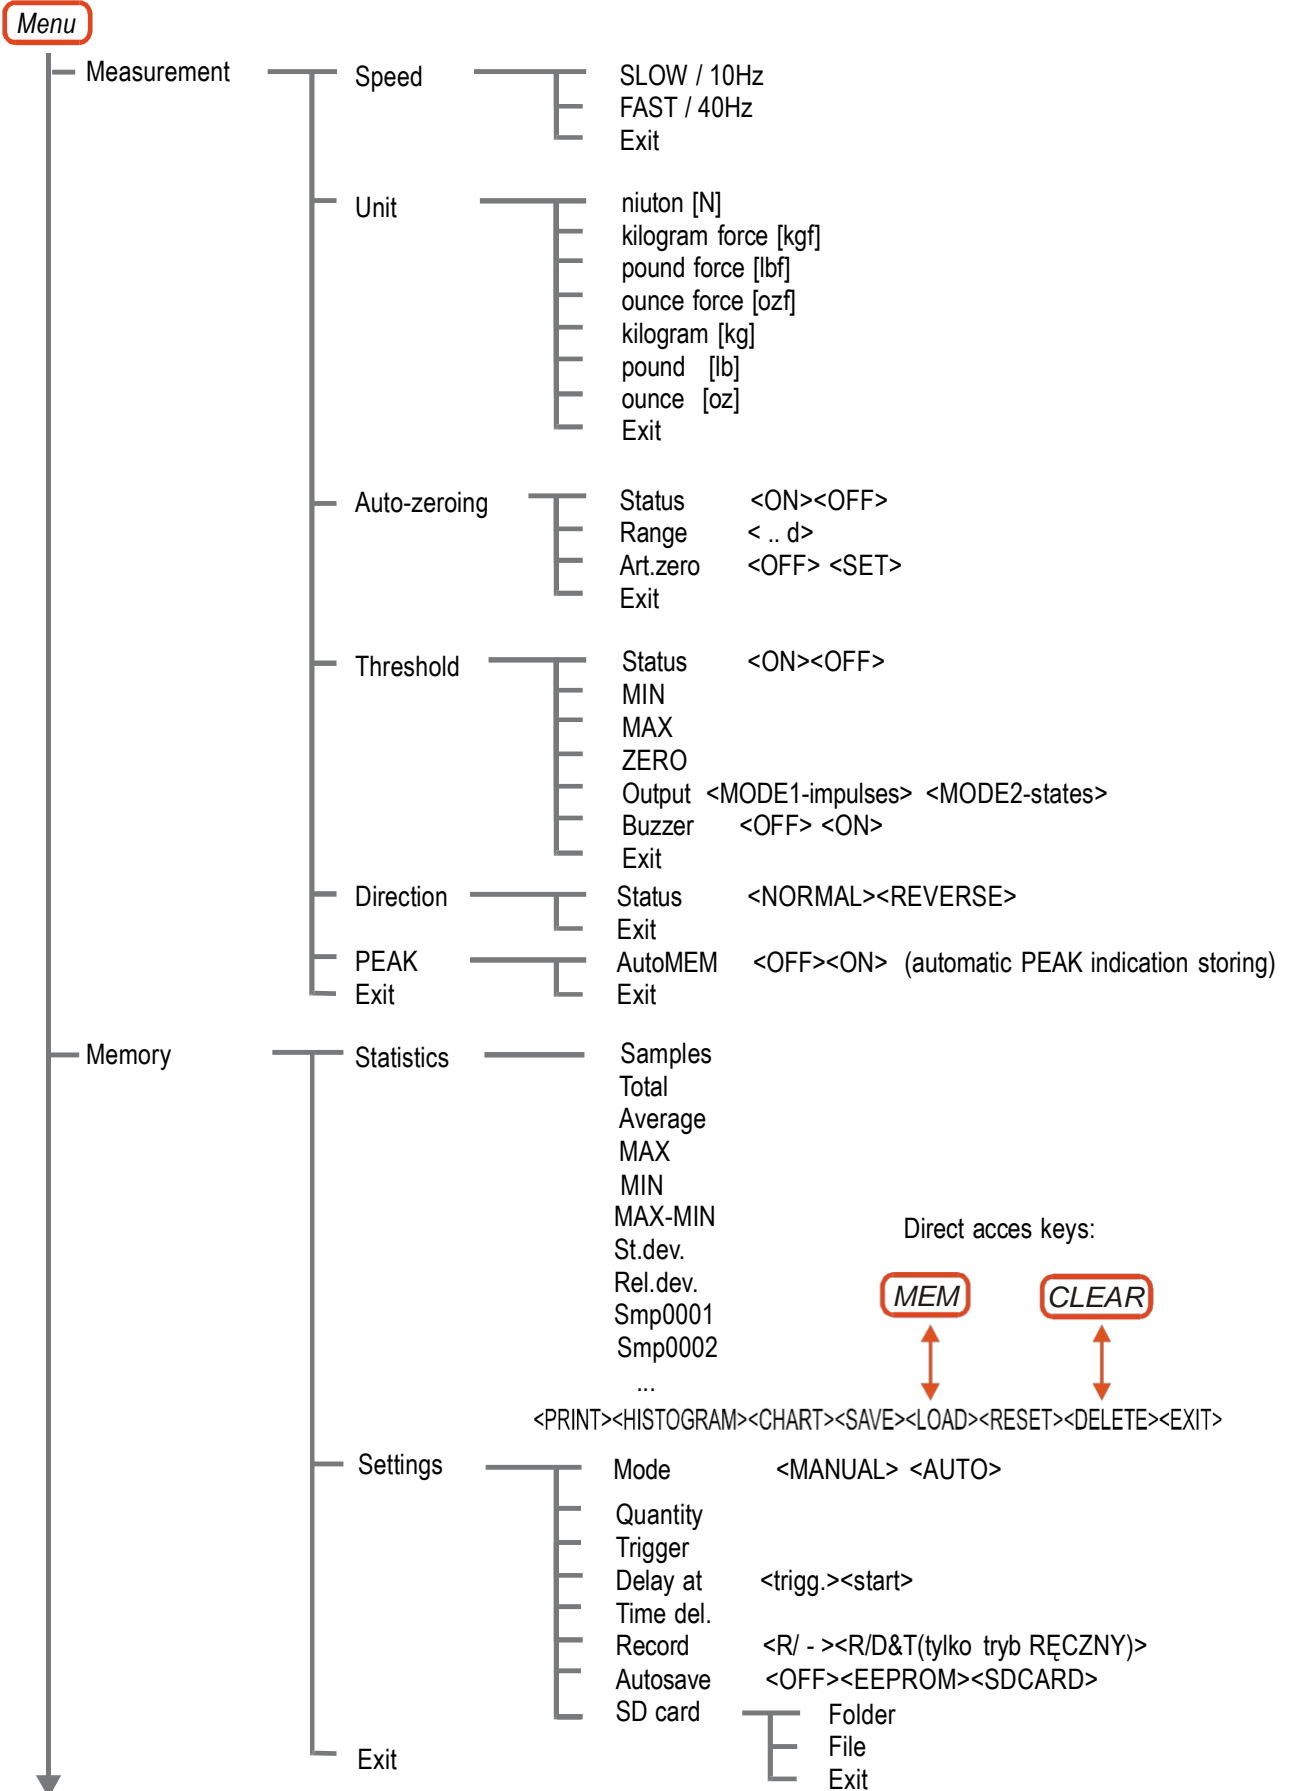 Menu
Measurement Speed SLOW / 10Hz
FAST / 40Hz
Exit
Unit niuton [N]
kilogram force [kgf]
pound force [lbf]
ounce force [ozf]
kilogram [kg]
pound [lb]
ounce [oz]
Exit
Auto-zeroing Status <ON><OFF>
Range < .. d>
Art.zero <OFF> <SET>
Exit
Threshold Status <ON><OFF>
MIN
MAX
ZERO
Output <MODE1-impulses> <MODE2-states>
Buzzer <OFF> <ON>
Exit
Direction Status <NORMAL><REVERSE>
Exit
PEAK AutoMEM <OFF><ON> (automatic PEAK indication storing)
Exit Exit
Memory Statistics Samples
Total
Average
MAX
MIN
MAX-MIN
Direct acces keys:
St.dev.
Rel.dev.
MEM CLEAR
Smp0001
Smp0002
...
<PRINT><HISTOGRAM><CHART><SAVE><LOAD><RESET><DELETE><EXIT>
Settings Mode <MANUAL> <AUTO>
Quantity
Trigger
Delay at <trigg.><start>
Time del.
Record <R/ - ><R/D&T(tylko tryb RĘCZNY)>
Autosave <OFF><EEPROM><SDCARD>
SD card Folder
File
Exit Exit